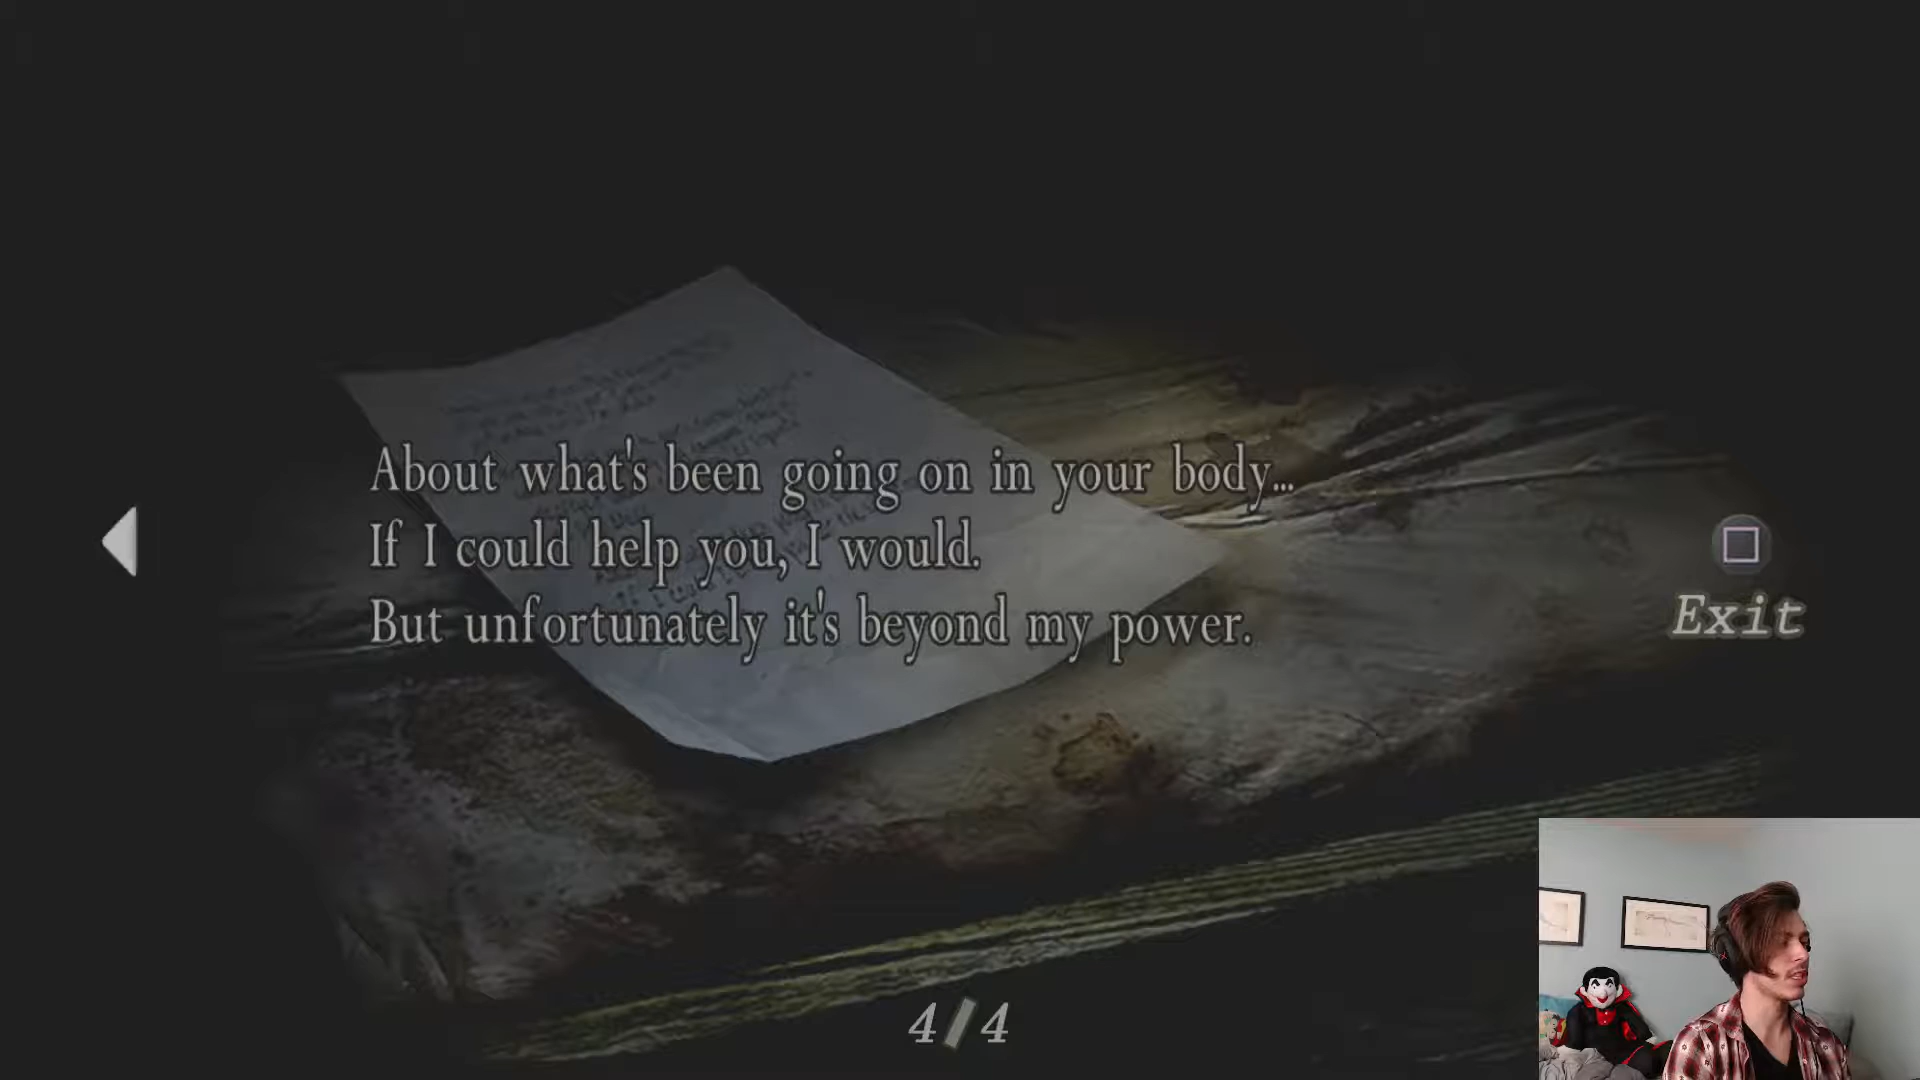 About what's been going on in your body...
If I could help you, I would.
But unfortunately it's beyond my power.
Exit
4/4